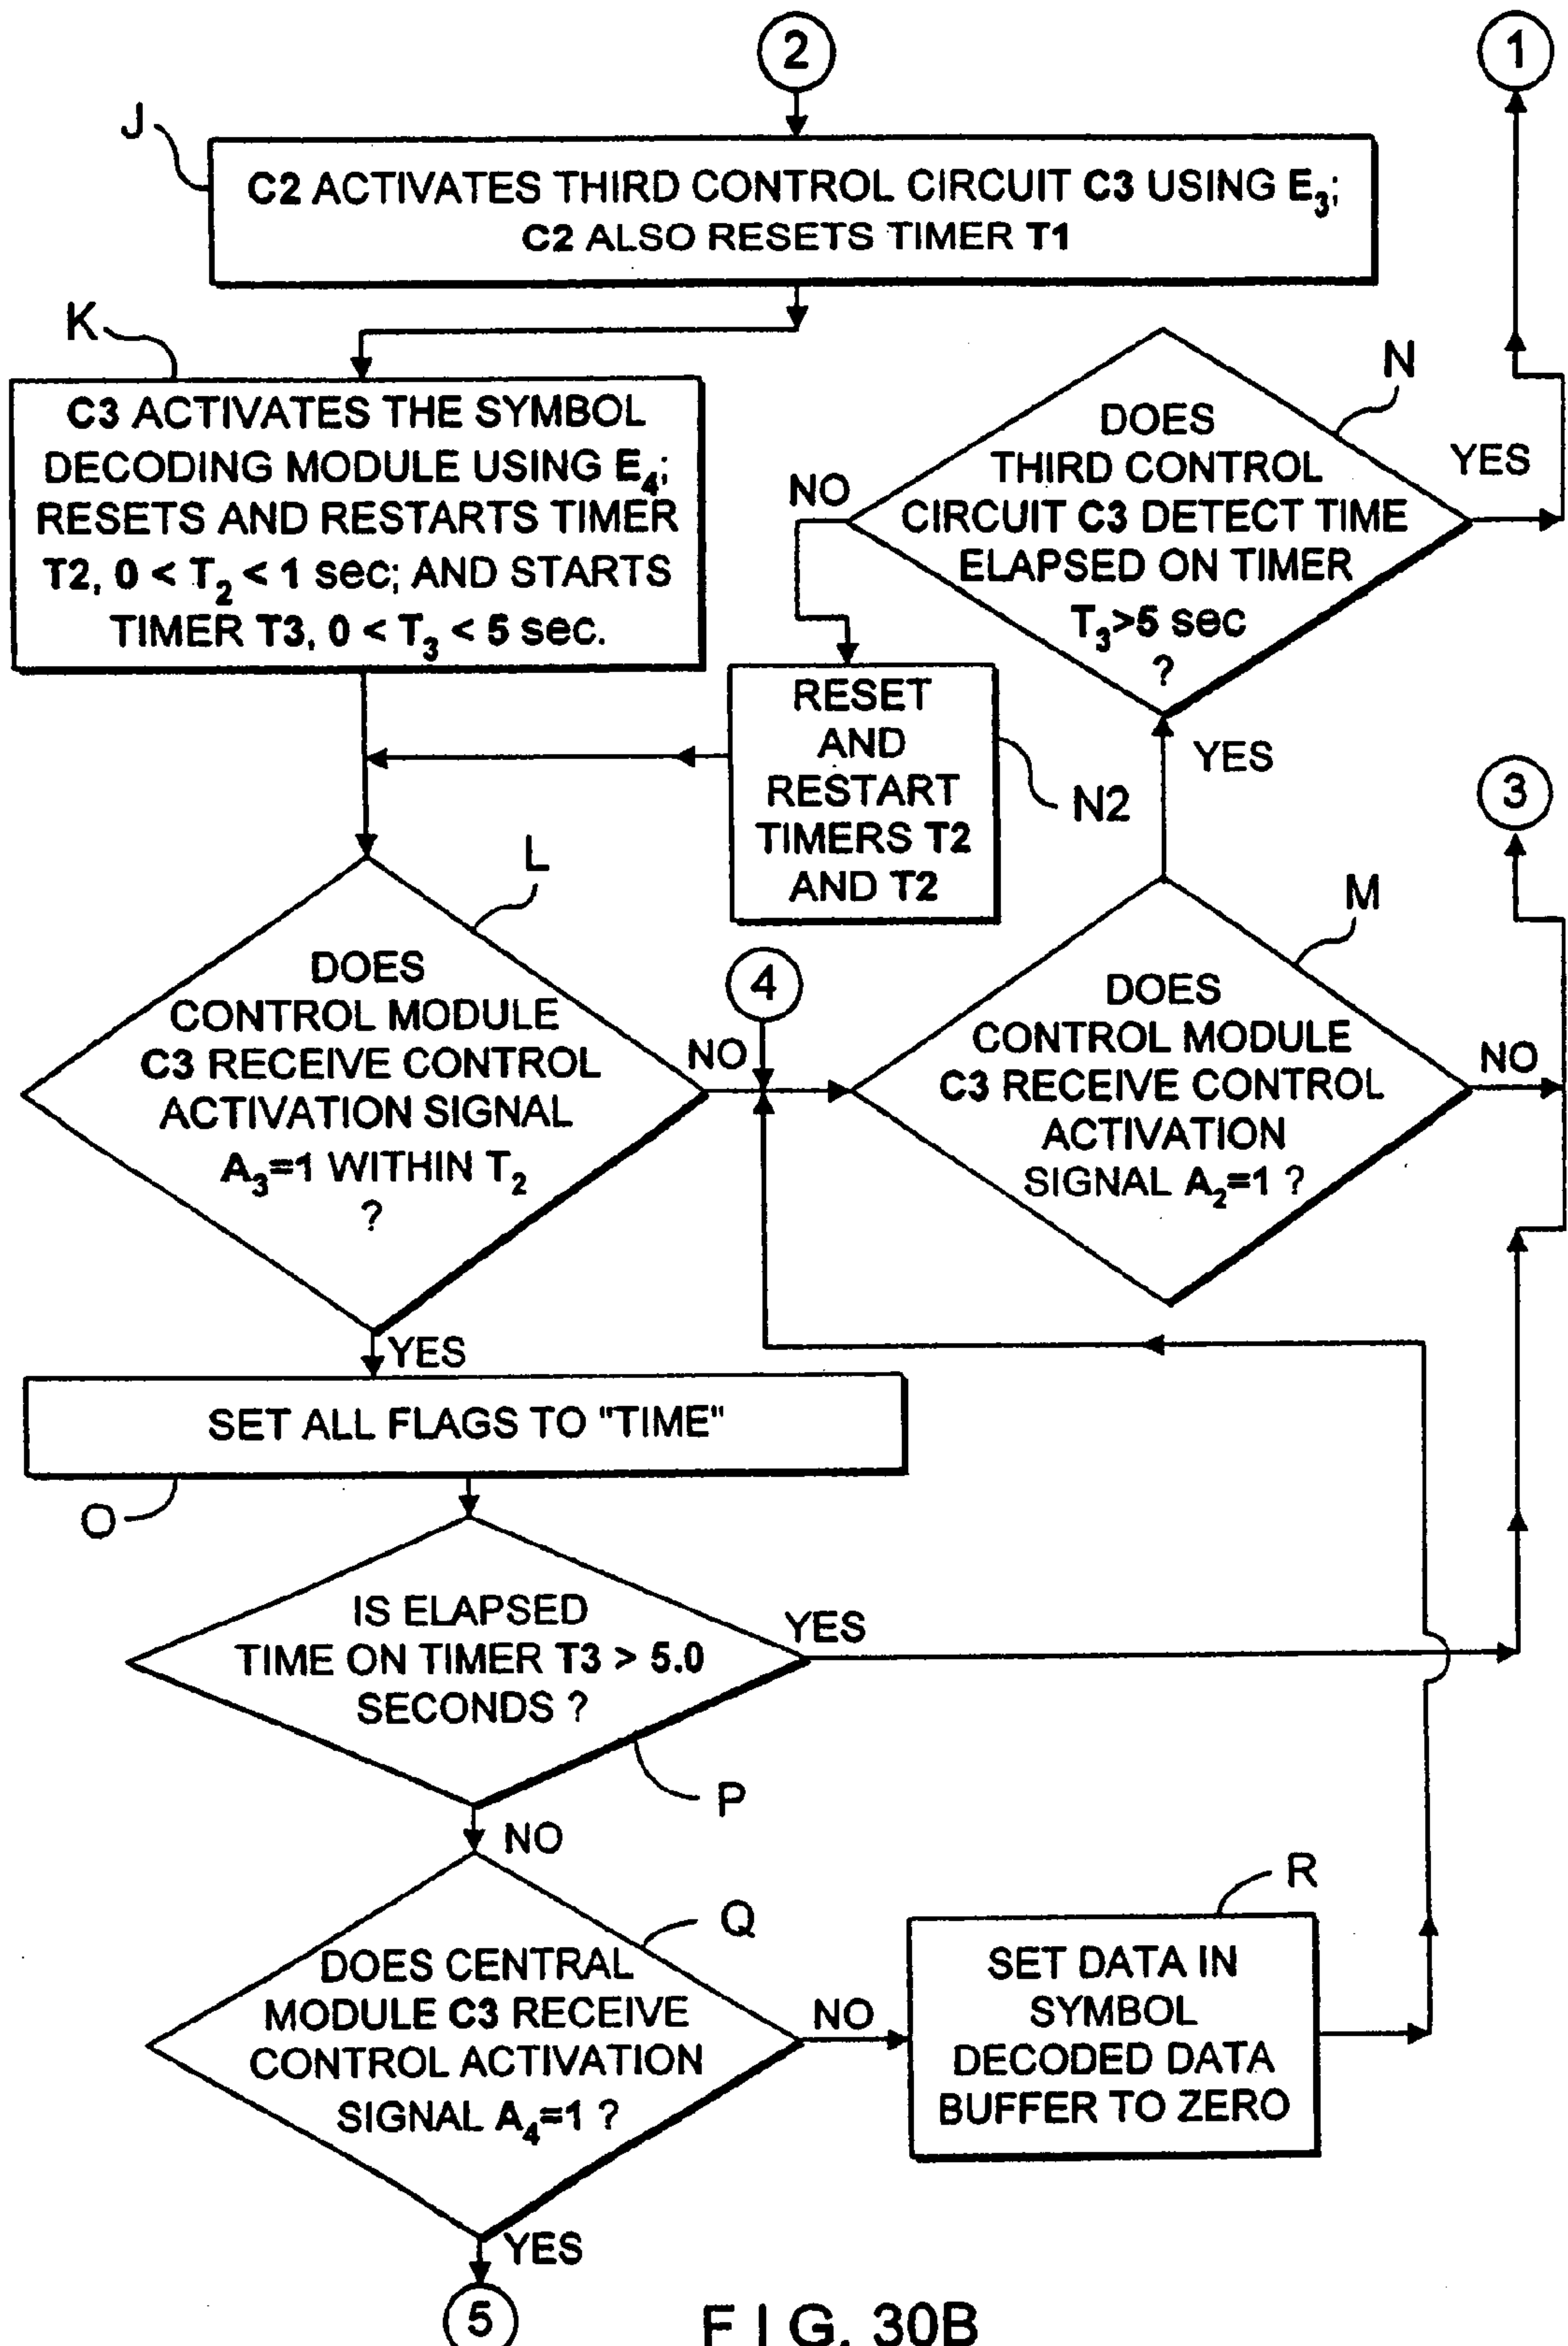 2
1
J
C2 ACTIVATES THIRD CONTROL CIRCUIT C3 USING E3;
C2 ALSO RESETS TIMER T1
K
C3 ACTIVATES THE SYMBOL
DECODING MODULE USING E4;
RESETS AND RESTARTS TIMER
T2, 0 < T2 < 1 sec; AND STARTS
TIMER T3, 0 < T3 < 5 sec.
N
DOES
THIRD CONTROL
CIRCUIT C3 DETECT TIME
ELAPSED ON TIMER
T3>5 sec
?
NO
YES
RESET
AND
RESTART
TIMERS T2
AND T2
N2
YES
3
L
DOES
CONTROL MODULE
C3 RECEIVE CONTROL
ACTIVATION SIGNAL
A3=1 WITHIN T2
?
NO
4
M
DOES
CONTROL MODULE
C3 RECEIVE CONTROL
ACTIVATION
SIGNAL A2=1 ?
NO
YES
SET ALL FLAGS TO "TIME"
O
IS ELAPSED
TIME ON TIMER T3 > 5.0
SECONDS ?
YES
P
NO
Q
DOES CENTRAL
MODULE C3 RECEIVE
CONTROL ACTIVATION
SIGNAL A4=1 ?
NO
R
SET DATA IN
SYMBOL
DECODED DATA
BUFFER TO ZERO
YES
5
FIG. 30B